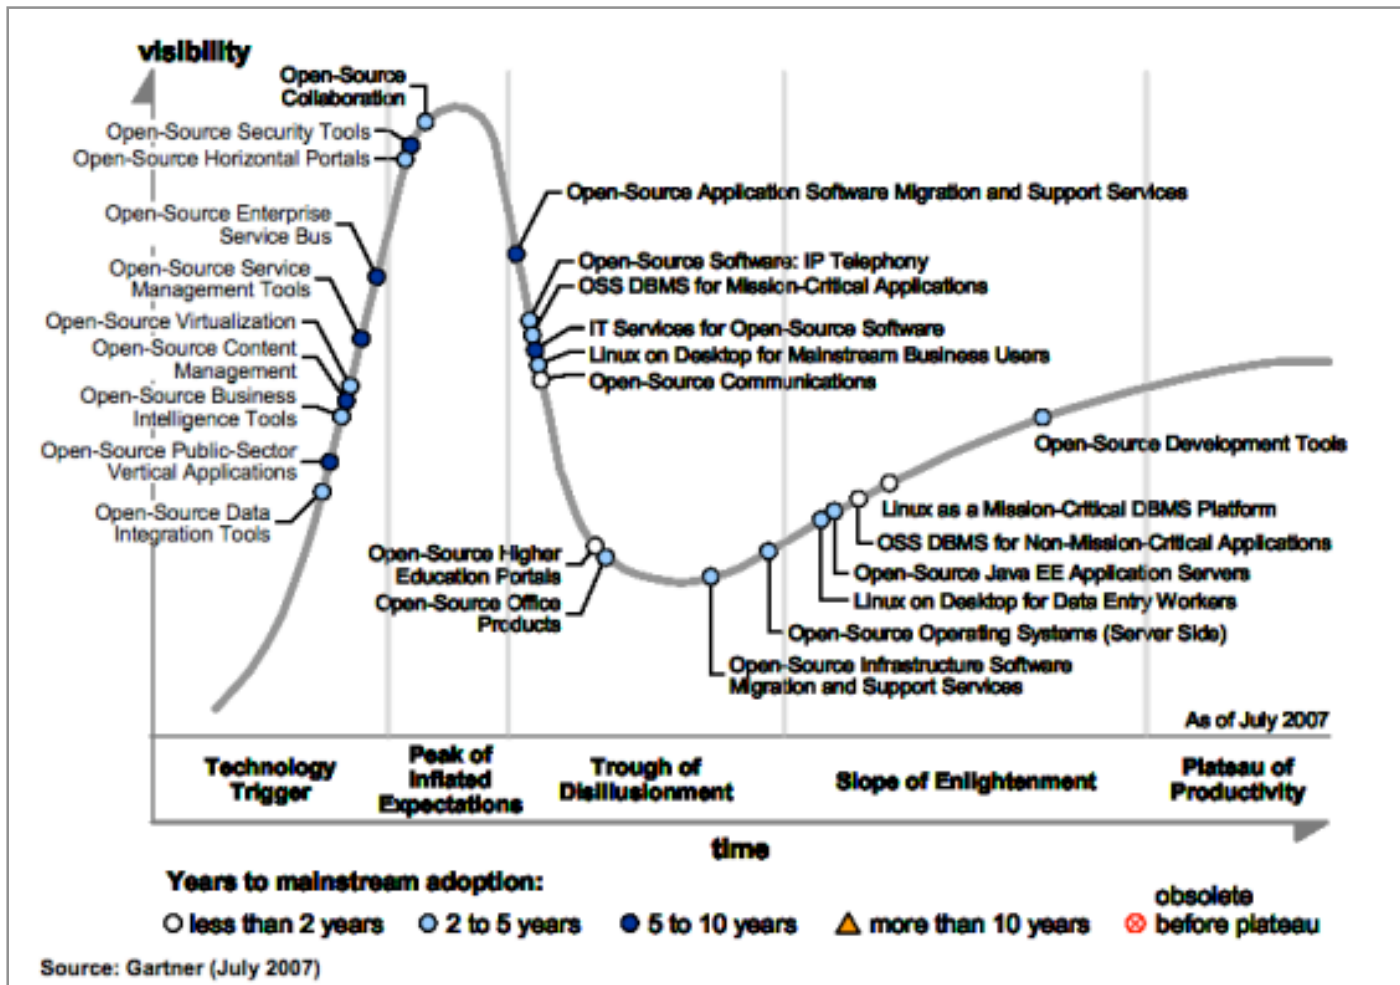 visibility
Open-Source
Collaboration
Open-Source Security Tools
Open-Source Horizontal Portals
Open-Source Enterprise
Service Bus
Open-Source Service
Management Tools
Open-Source Virtualization
Open-Source Content
Management
Open-Source Business
Intelligence Tools
Open-Source Public-Sector
Vertical Applications
Open-Source Data
Integration Tools
Open-Source Application Software Migration and Support Services
Open-Source Software: IP Telephony
OSS DBMS for Mission-Critical Applications
IT Services for Open-Source Software
Linux on Desktop for Mainstream Business Users
Open-Source Communications
Open-Source Higher
Education Portals
Open-Source Office
Products
Open-Source Development Tools
Linux as a Mission-Critical DBMS Platform
OSS DBMS for Non-Mission-Critical Applications
Open-Source Java EE Application Servers
Linux on Desktop for Data Entry Workers
Open-Source Operating Systems (Server Side)
Open-Source Infrastructure Software
Migration and Support Services
As of July 2007
Technology
Trigger
Peak of
Inflated
Expectations
Trough of
Disillusionment
Slope of Enlightenment
Plateau of
Productivity
time
Years to mainstream adoption:
less than 2 years
2 to 5 years
5 to 10 years
more than 10 years
obsolete
before plateau
Source: Gartner (July 2007)